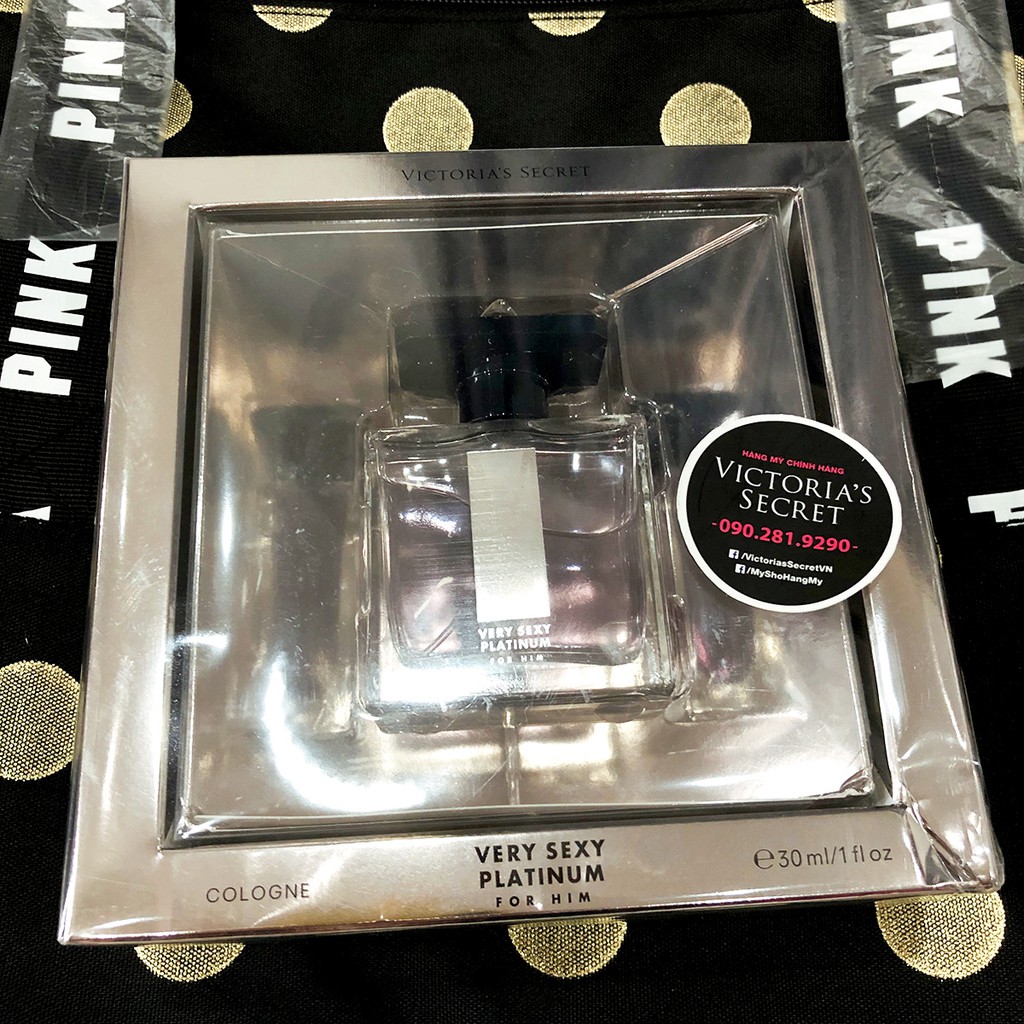 PINK
PINK
PINK
PINK
VICTORIA'S SECRET
HÀNG MỸ CHÍNH HÃNG
VICTORIA'S
SECRET
-090.281.9290-
/VictoriasSecretVN
/MyShoHangMy
VERY SEXY
PLATINUM
FOR HIM
VERY SEXY
PLATINUM
FOR HIM
COLOGNE
℮30 ml/1 fl oz